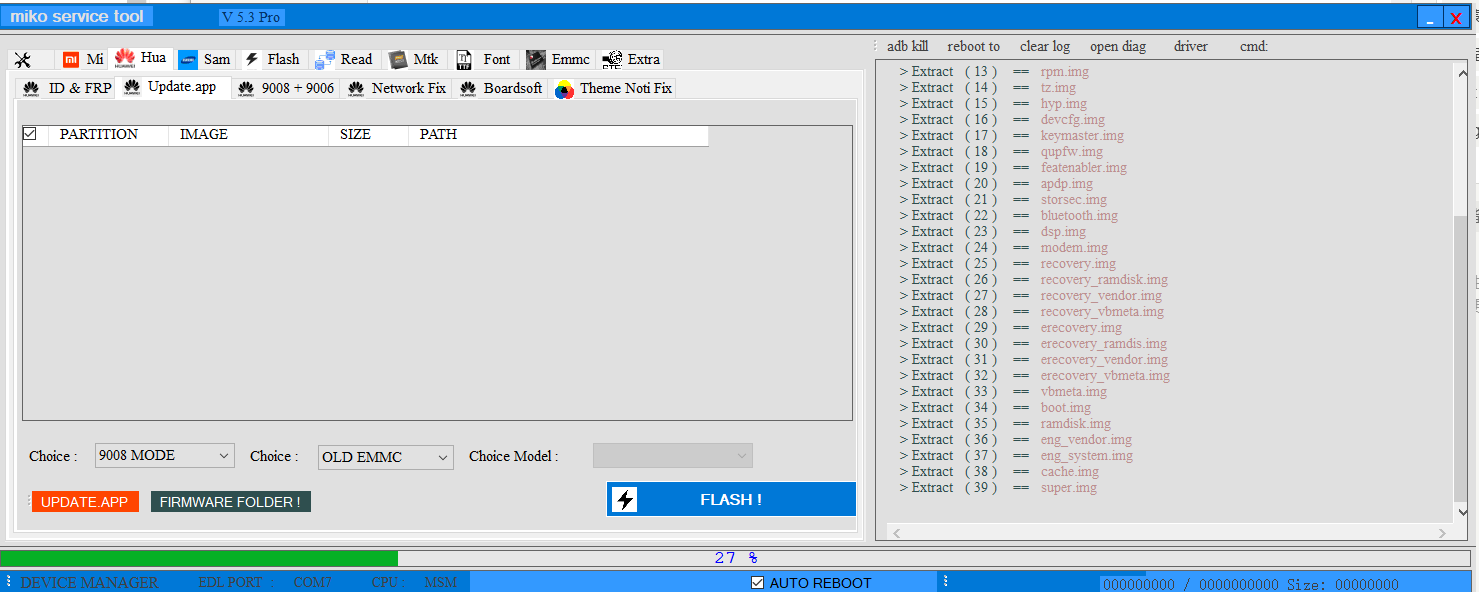 miko service tool V 5.3 Pro
Mi Hua Sam Flash Read Mtk Font Emmc Extra
adb kill reboot to clear log open diag driver cmd:
ID & FRP Update.app 9008 + 9006 Network Fix Boardsoft Theme Noti Fix
PARTITION IMAGE SIZE PATH
> Extract ( 13 ) == rpm.img
> Extract ( 14 ) == tz.img
> Extract ( 15 ) == hyp.img
> Extract ( 16 ) == devcfg.img
> Extract ( 17 ) == keymaster.img
> Extract ( 18 ) == qupfw.img
> Extract ( 19 ) == featenabler.img
> Extract ( 20 ) == apdp.img
> Extract ( 21 ) == storsec.img
> Extract ( 22 ) == bluetooth.img
> Extract ( 23 ) == dsp.img
> Extract ( 24 ) == modem.img
> Extract ( 25 ) == recovery.img
> Extract ( 26 ) == recovery_ramdisk.img
> Extract ( 27 ) == recovery_vendor.img
> Extract ( 28 ) == recovery_vbmeta.img
> Extract ( 29 ) == erecovery.img
> Extract ( 30 ) == erecovery_ramdis.img
> Extract ( 31 ) == erecovery_vendor.img
> Extract ( 32 ) == erecovery_vbmeta.img
> Extract ( 33 ) == vbmeta.img
> Extract ( 34 ) == boot.img
> Extract ( 35 ) == ramdisk.img
> Extract ( 36 ) == eng_vendor.img
> Extract ( 37 ) == eng_system.img
> Extract ( 38 ) == cache.img
> Extract ( 39 ) == super.img
Choice : 9008 MODE Choice : OLD EMMC Choice Model :
UPDATE.APP FIRMWARE FOLDER ! FLASH !
27 %
DEVICE MANAGER EDL PORT : COM7 CPU : MSM AUTO REBOOT 000000000 / 0000000000 Size: 00000000